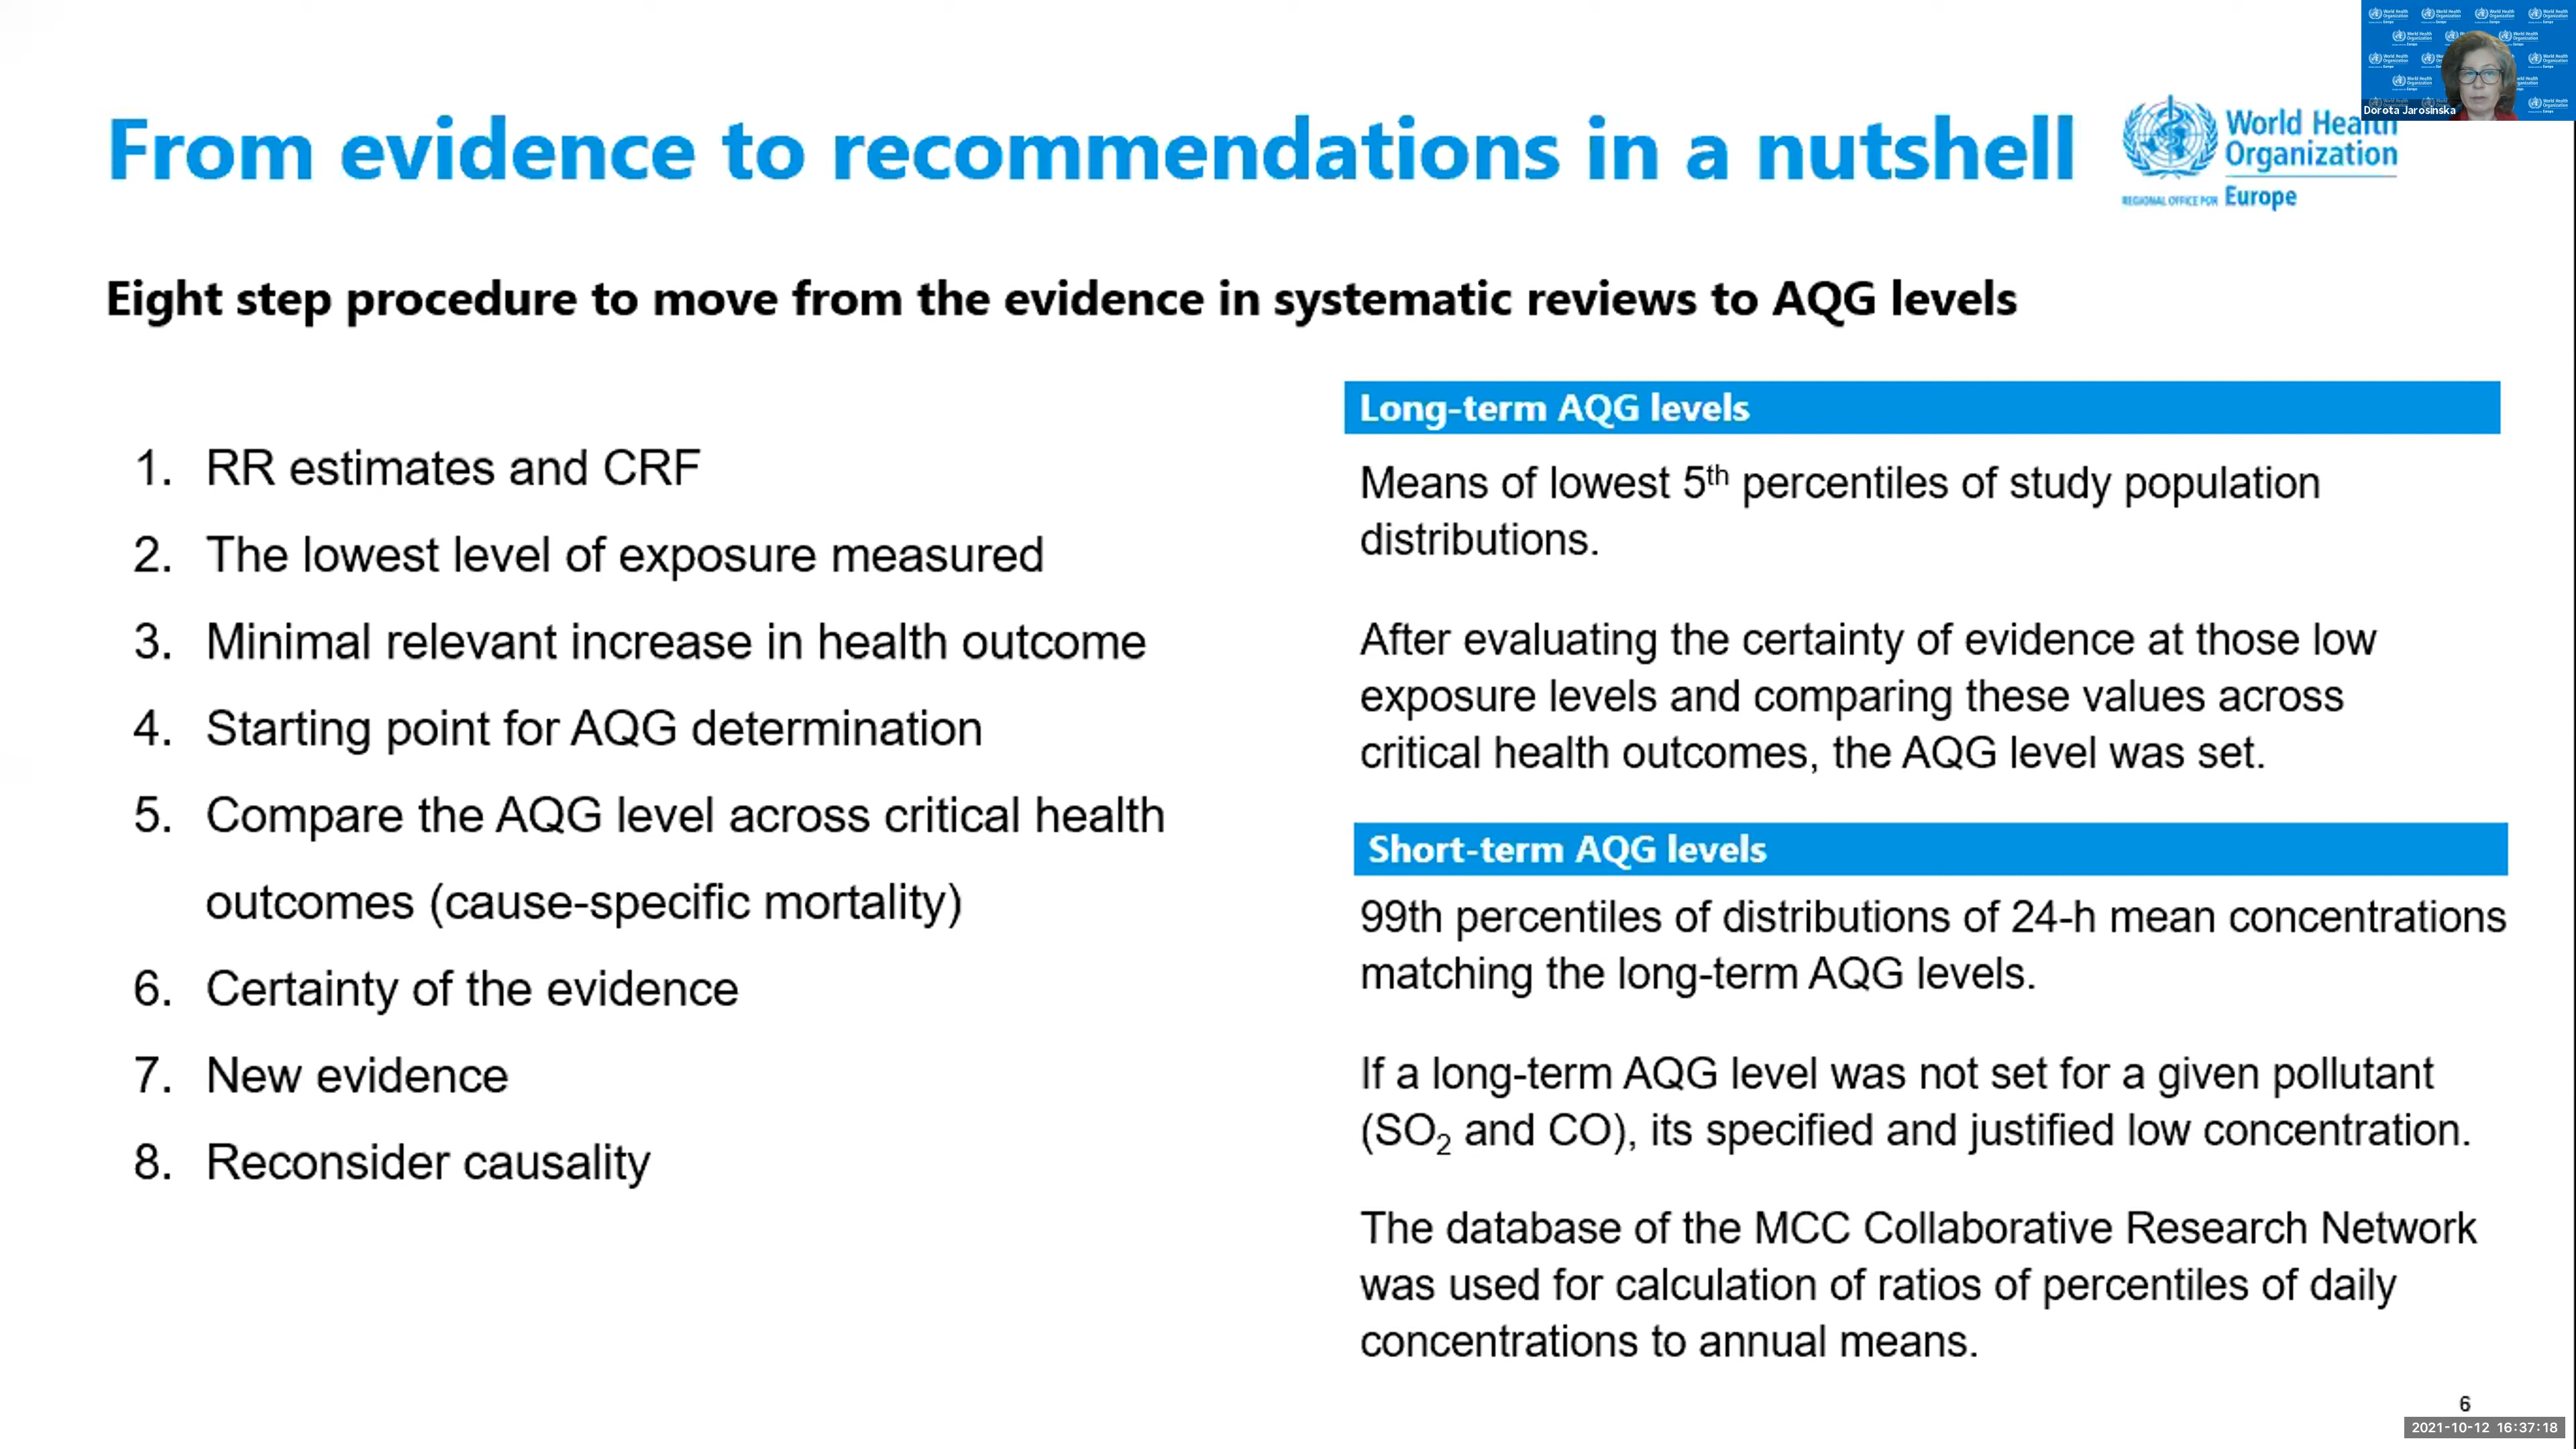 From evidence to recommendations in a nutshell
World Health
Organization
REGIONAL OFFICE FOR Europe
Dorota Jarosinska
Eight step procedure to move from the evidence in systematic reviews to AQG levels
1. RR estimates and CRF
2. The lowest level of exposure measured
3. Minimal relevant increase in health outcome
4. Starting point for AQG determination
5. Compare the AQG level across critical health
outcomes (cause-specific mortality)
6. Certainty of the evidence
7. New evidence
8. Reconsider causality
Long-term AQG levels
Means of lowest 5th percentiles of study population
distributions.
After evaluating the certainty of evidence at those low
exposure levels and comparing these values across
critical health outcomes, the AQG level was set.
Short-term AQG levels
99th percentiles of distributions of 24-h mean concentrations
matching the long-term AQG levels.
If a long-term AQG level was not set for a given pollutant
(SO₂ and CO), its specified and justified low concentration.
The database of the MCC Collaborative Research Network
was used for calculation of ratios of percentiles of daily
concentrations to annual means.
6
2021-10-12 16:37:18